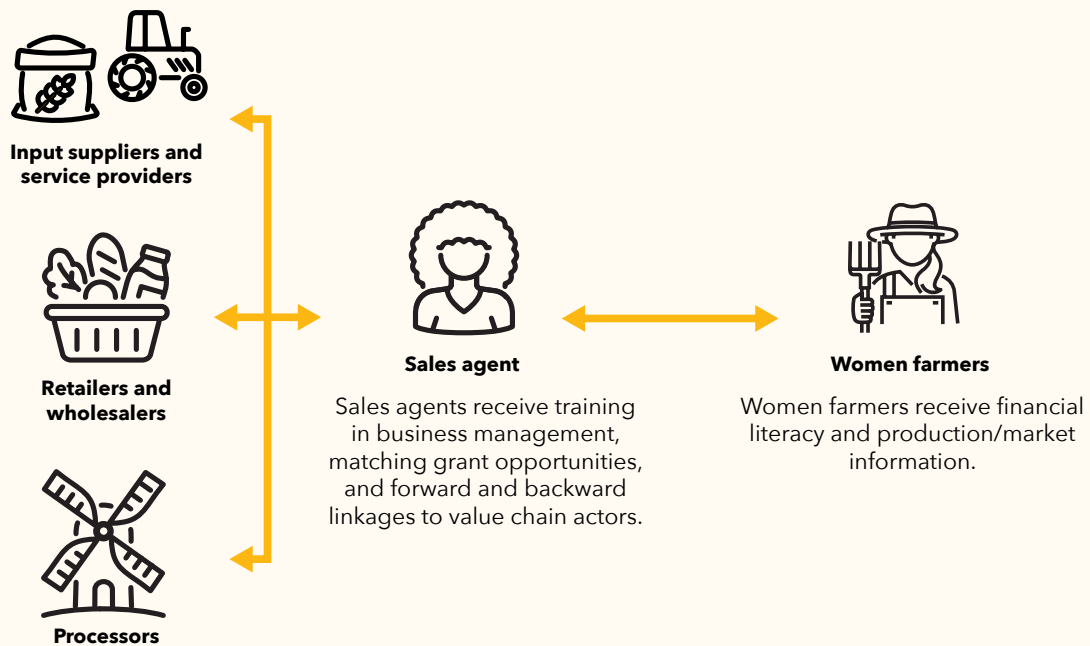 Input suppliers and
service providers
Retailers and
wholesalers
Processors
Sales agent
Sales agents receive training
in business management,
matching grant opportunities,
and forward and backward
linkages to value chain actors.
Women farmers
Women farmers receive financial
literacy and production/market
information.